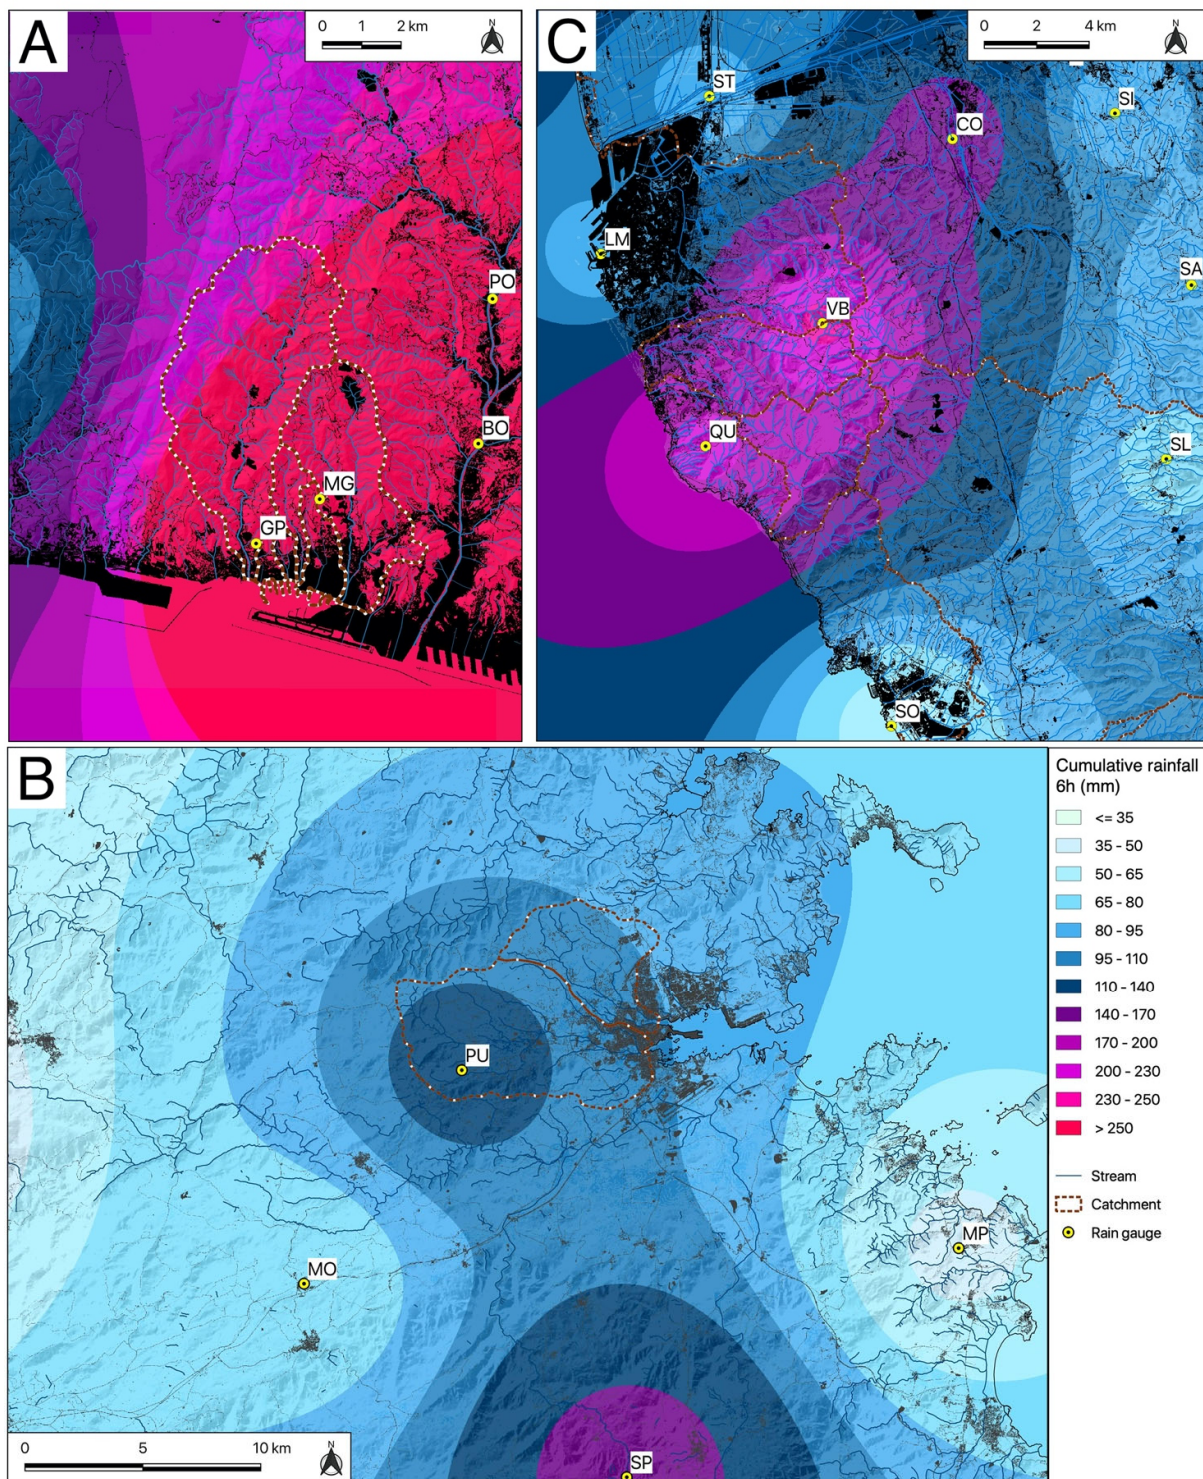 A
0 1 2 km
N
PO
BO
MG
GP
C
0 2 4 km
N
ST
SI
CO
LM
SA
VB
QU
SL
SO
B
PU
MP
MO
SP
0 5 10 km
N
Cumulative rainfall
6h (mm)
<= 35
35 - 50
50 - 65
65 - 80
80 - 95
95 - 110
110 - 140
140 - 170
170 - 200
200 - 230
230 - 250
> 250
Stream
Catchment
Rain gauge